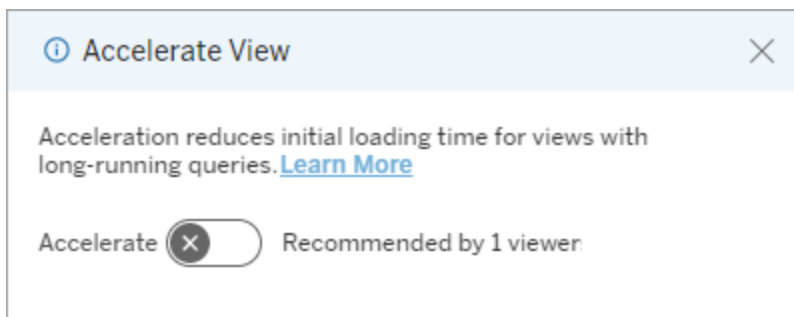 Accelerate View
Acceleration reduces initial loading time for views with
long-running queries. Learn More
Accelerate Recommended by 1 viewer